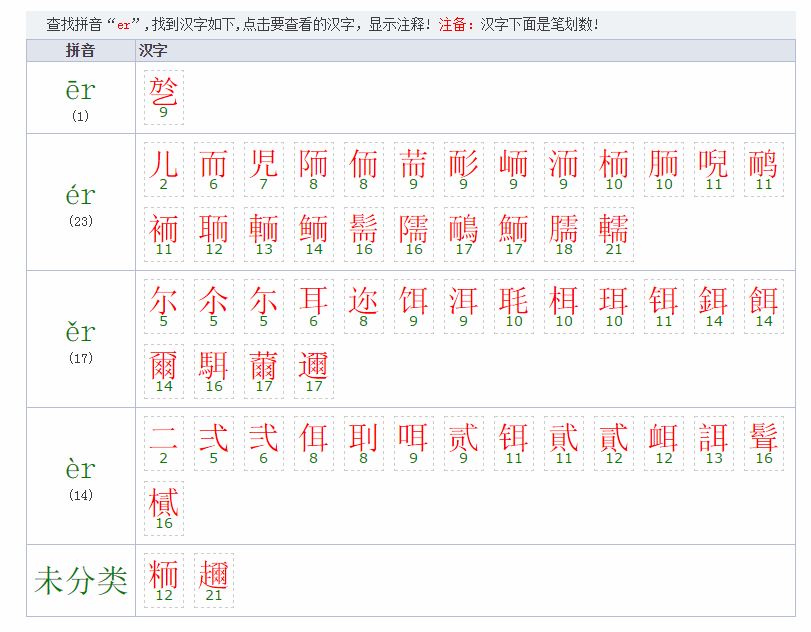 查找拼音“er”,找到汉字如下,点击要查看的汉字，显示注释！注备：汉字下面是笔划数!
拼音 汉字
ēr
(1)
9
ér
(23)
儿 而 児 陑 侕 荋 耏 峏 洏 栭 胹 唲 鸸
2 6 7 8 8 9 9 9 9 10 10 11 11
袻 聏 輀 鲕 髵 隭 鴯 鮞 臑 轜
11 12 13 14 16 16 17 17 18 21
ěr
(17)
尔 尒 尓 耳 迩 饵 洱 毦 栮 珥 铒 鉺 餌
5 5 5 6 8 9 9 10 10 10 11 14 14
爾 駬 薾 邇
14 16 17 17
èr
(14)
二 弍 弐 佴 刵 咡 贰 铒 貮 貳 衈 誀 髶
2 5 6 8 8 9 9 11 11 12 12 13 16
樲
16
未分类
粫 趰
12 21